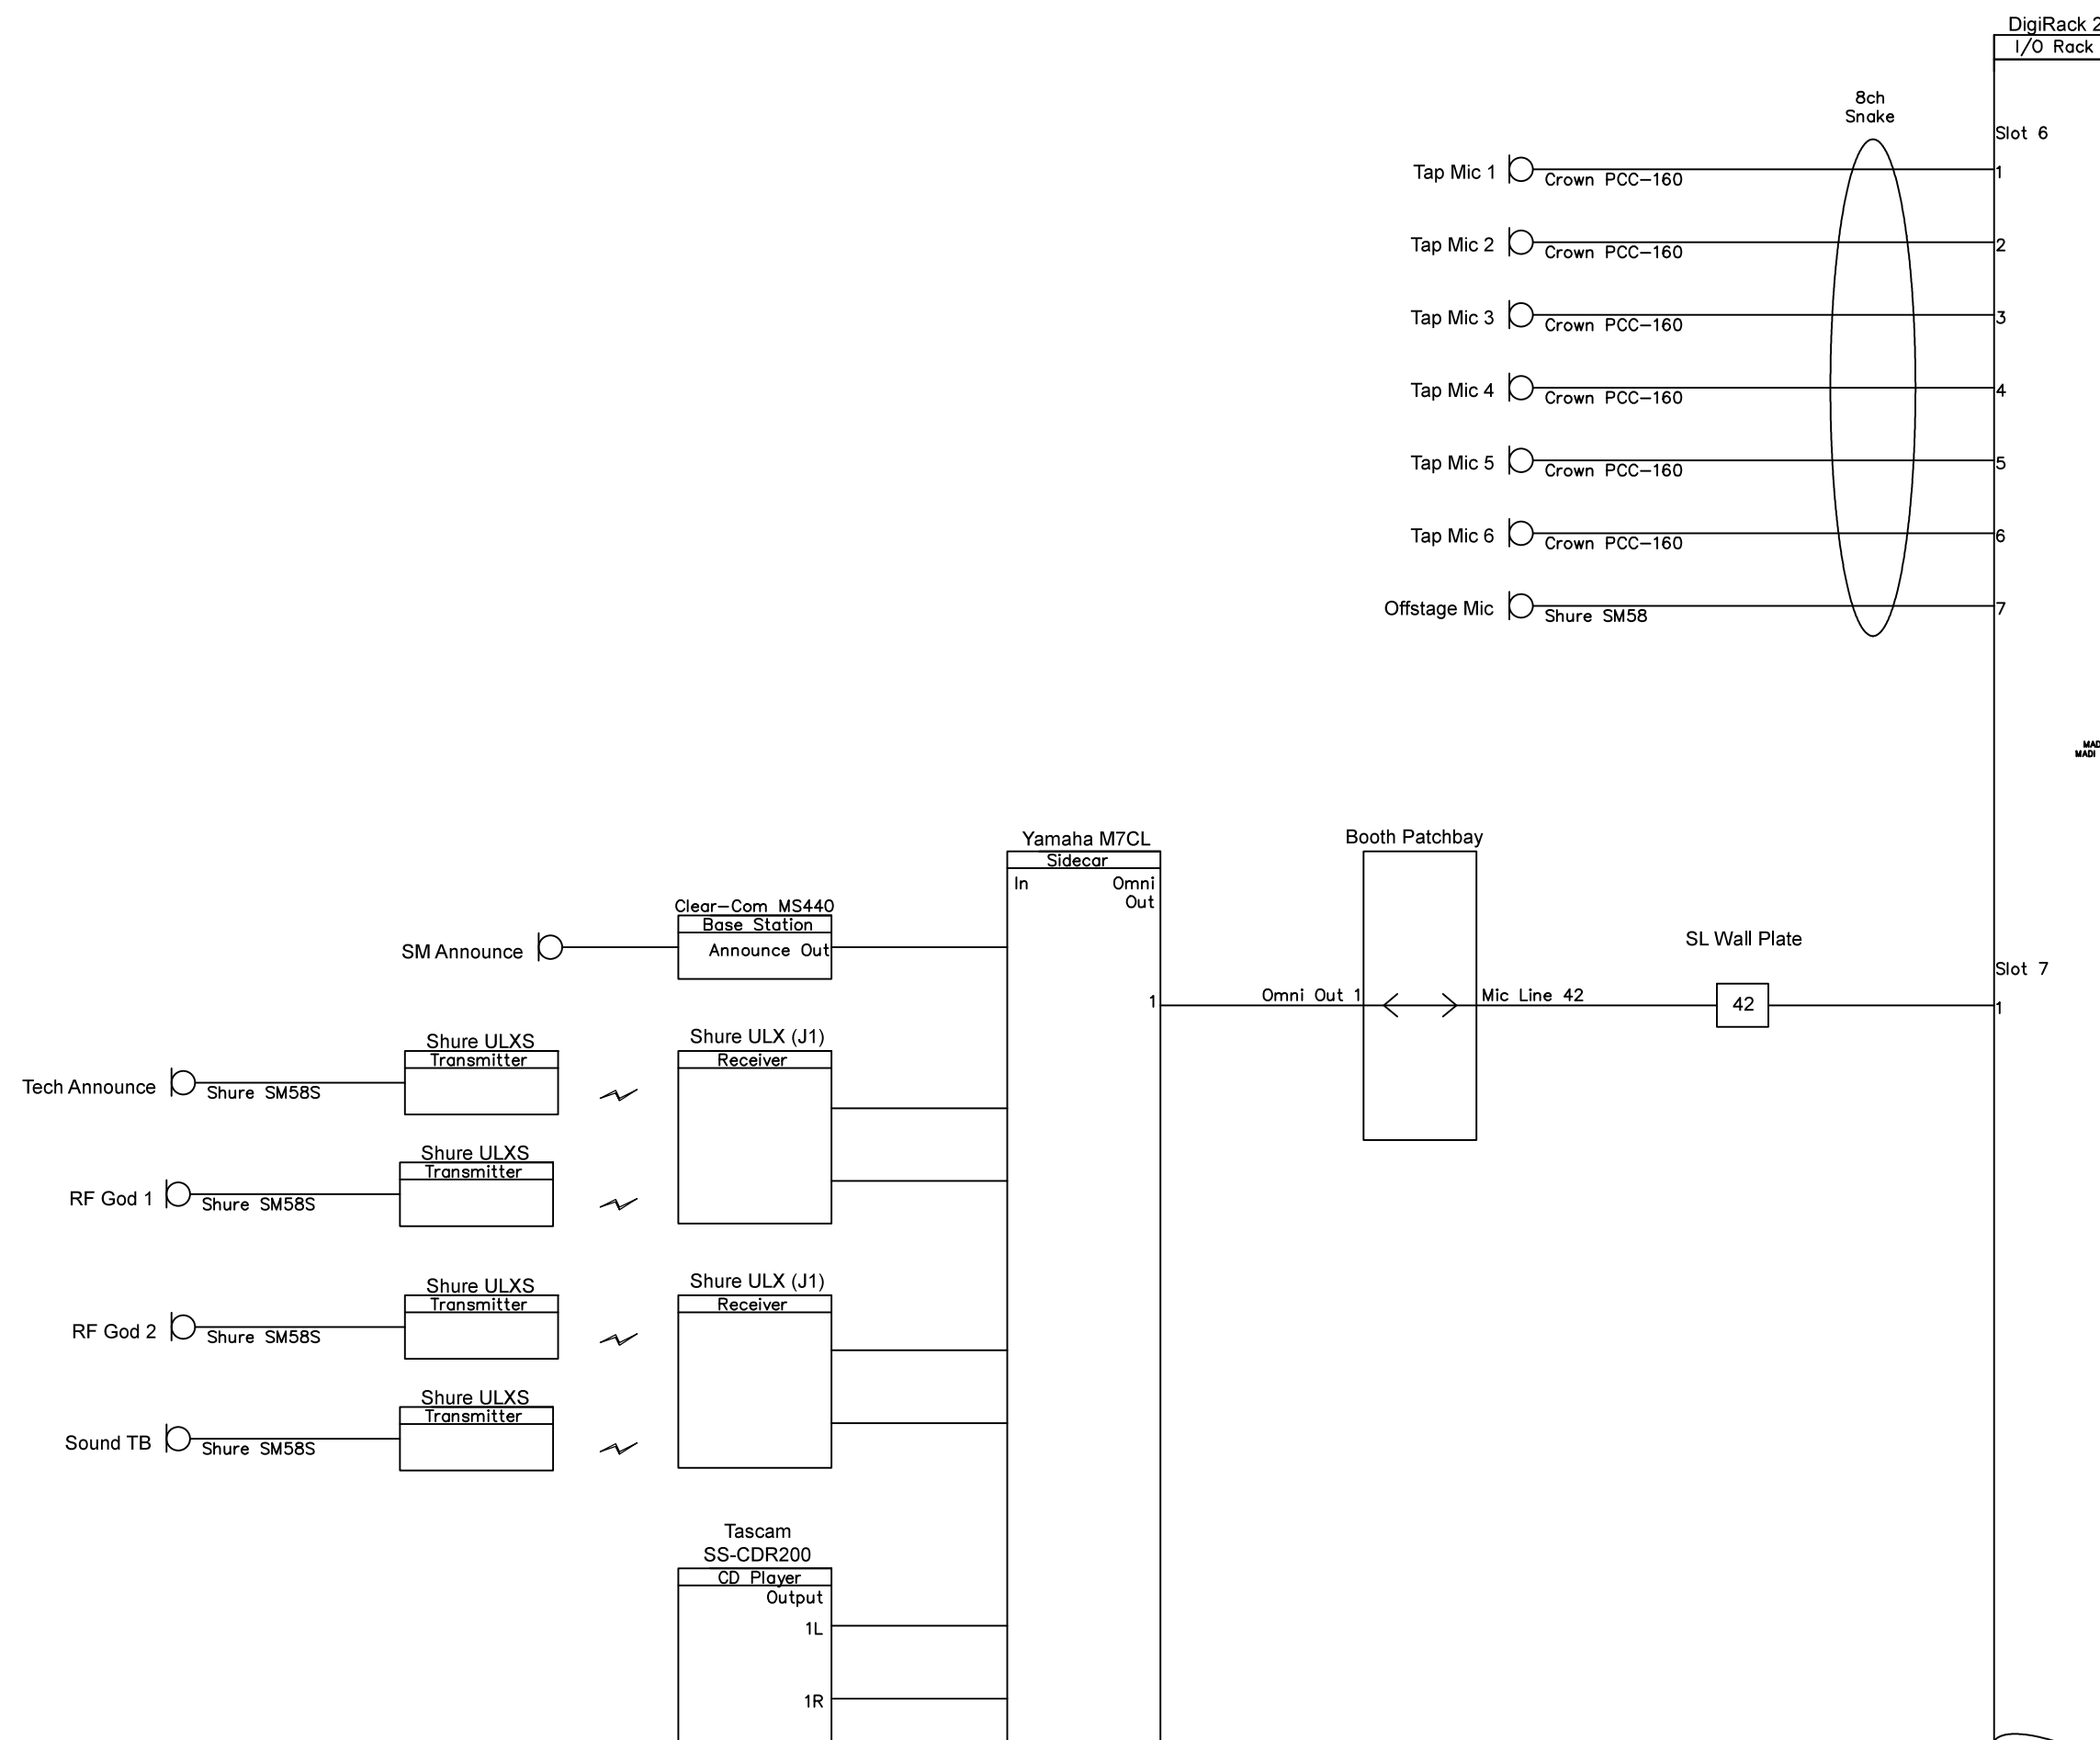 DigiRack 2
I/O Rack
8ch
Snake
Slot 6
Tap Mic 1
Crown PCC-160
1
Tap Mic 2
Crown PCC-160
2
Tap Mic 3
Crown PCC-160
3
Tap Mic 4
Crown PCC-160
4
Tap Mic 5
Crown PCC-160
5
Tap Mic 6
Crown PCC-160
6
Offstage Mic
Shure SM58
7
MAD
MADI
Yamaha M7CL
Sidecar
In
Omni
Out
Booth Patchbay
Clear-Com MS440
Base Station
Announce Out
SM Announce
SL Wall Plate
Slot 7
1
Omni Out 1
Mic Line 42
42
1
Shure ULXS
Transmitter
Shure ULX (J1)
Receiver
Tech Announce
Shure SM58S
Shure ULXS
Transmitter
RF God 1
Shure SM58S
Shure ULXS
Transmitter
Shure ULX (J1)
Receiver
RF God 2
Shure SM58S
Shure ULXS
Transmitter
Sound TB
Shure SM58S
Tascam
SS-CDR200
CD Player
Output
1L
1R